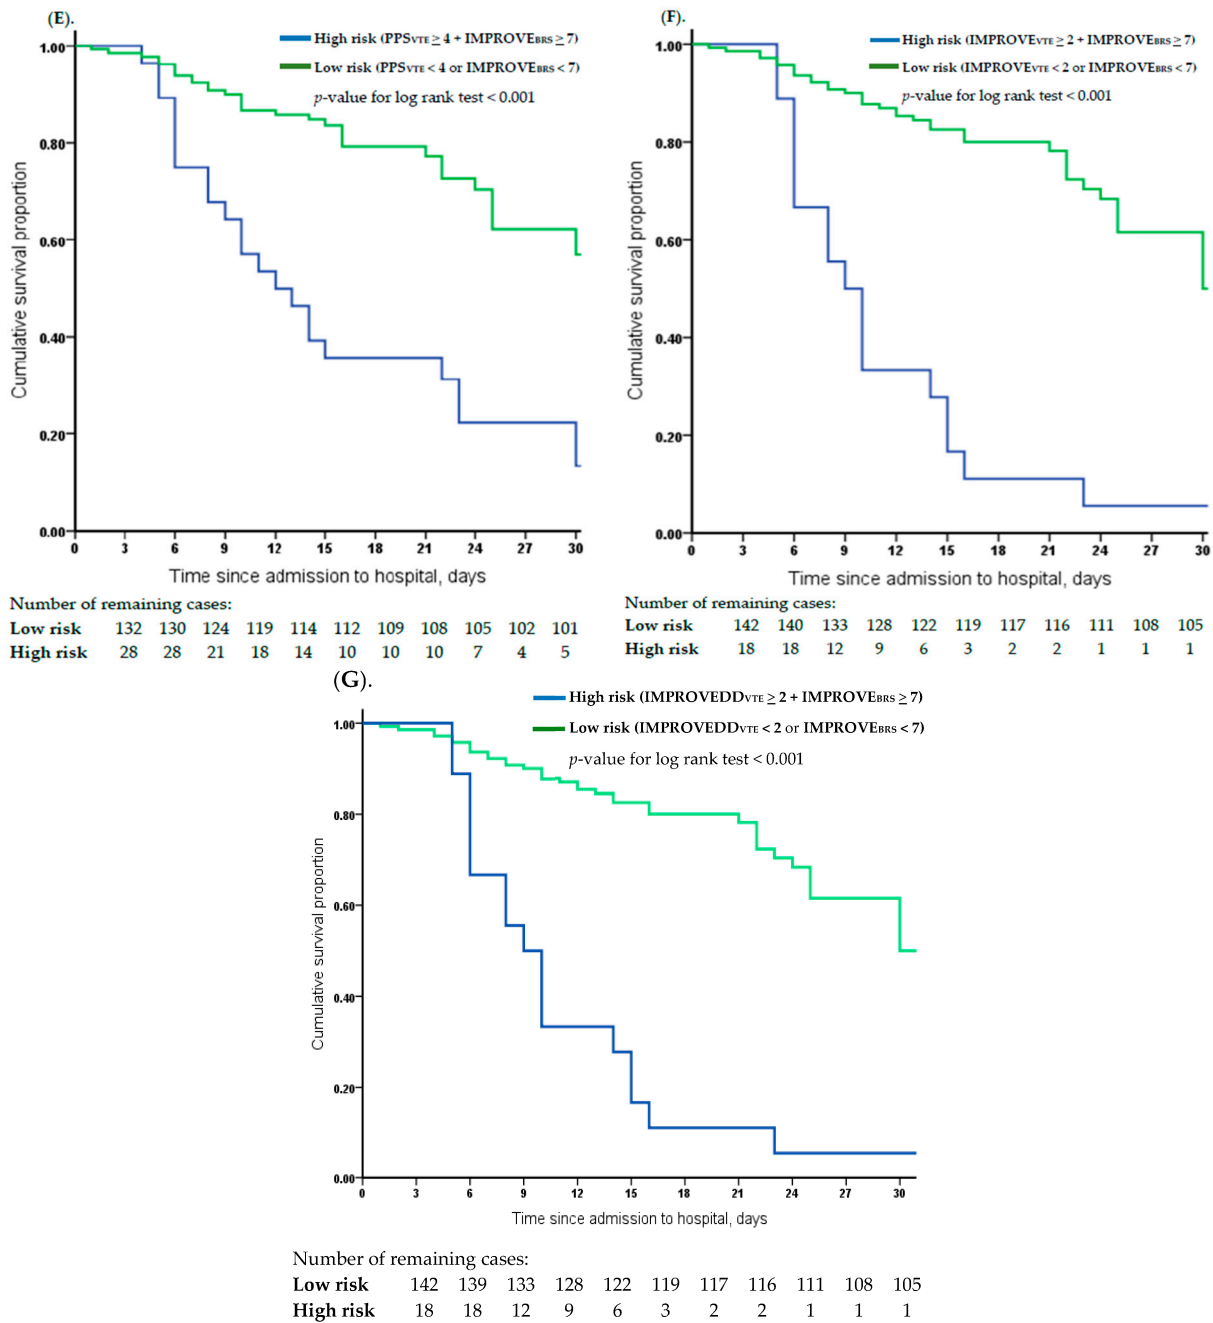 (E).
High risk (PPSVTE ≥ 4 + IMPROVEBRS ≥ 7)
Low risk (PPSVTE < 4 or IMPROVEBRS < 7)
p-value for log rank test < 0.001
Cumulative survival proportion
1.00
0.80
0.60
0.40
0.20
0.00
0 3 6 9 12 15 18 21 24 27 30
Time since admission to hospital, days
Number of remaining cases:
Low risk 132 130 124 119 114 112 109 108 105 102 101
High risk 28 28 21 18 14 10 10 10 7 4 5
(F).
High risk (IMPROVEVTE ≥ 2 + IMPROVEBRS ≥ 7)
Low risk (IMPROVEVTE < 2 or IMPROVEBRS < 7)
p-value for log rank test < 0.001
Cumulative survival proportion
1.00
0.80
0.60
0.40
0.20
0.00
0 3 6 9 12 15 18 21 24 27 30
Time since admission to hospital, days
Number of remaining cases:
Low risk 142 140 133 128 122 119 117 116 111 108 105
High risk 18 18 12 9 6 3 2 2 1 1 1
(G).
High risk (IMPROVEDDVTE ≥ 2 + IMPROVEBRS ≥ 7)
Low risk (IMPROVEDDVTE < 2 or IMPROVEBRS < 7)
p-value for log rank test < 0.001
Cumulative survival proportion
1.00
0.80
0.60
0.40
0.20
0.00
0 3 6 9 12 15 18 21 24 27 30
Time since admission to hospital, days
Number of remaining cases:
Low risk 142 139 133 128 122 119 117 116 111 108 105
High risk 18 18 12 9 6 3 2 2 1 1 1